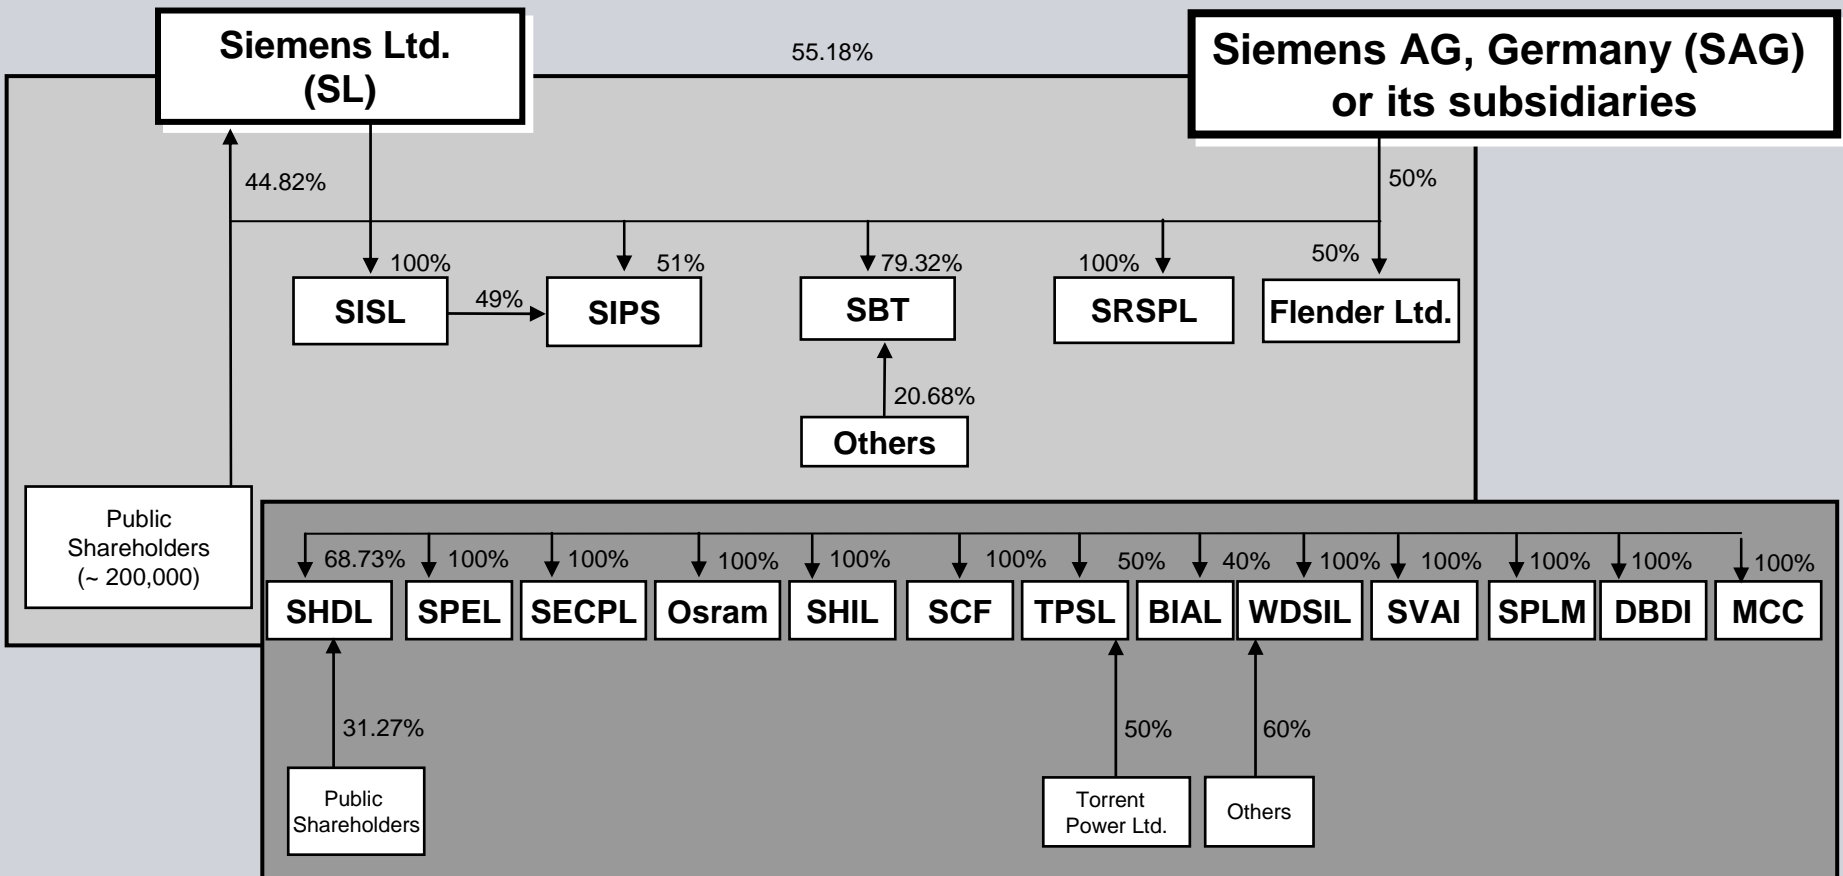 Siemens Ltd.
(SL)
55.18%
Siemens AG, Germany (SAG)
or its subsidiaries
44.82%
50%
100%
51%
79.32%
100%
50%
SISL
49%
SIPS
SBT
SRSPL
Flender Ltd.
20.68%
Others
Public
Shareholders
(~ 200,000)
68.73%
100%
100%
100%
100%
100%
50%
40%
100%
100%
100%
100%
100%
SHDL
SPEL
SECPL
Osram
SHIL
SCF
TPSL
BIAL
WDSIL
SVAI
SPLM
DBDI
MCC
31.27%
50%
60%
Public
Shareholders
Torrent
Power Ltd.
Others